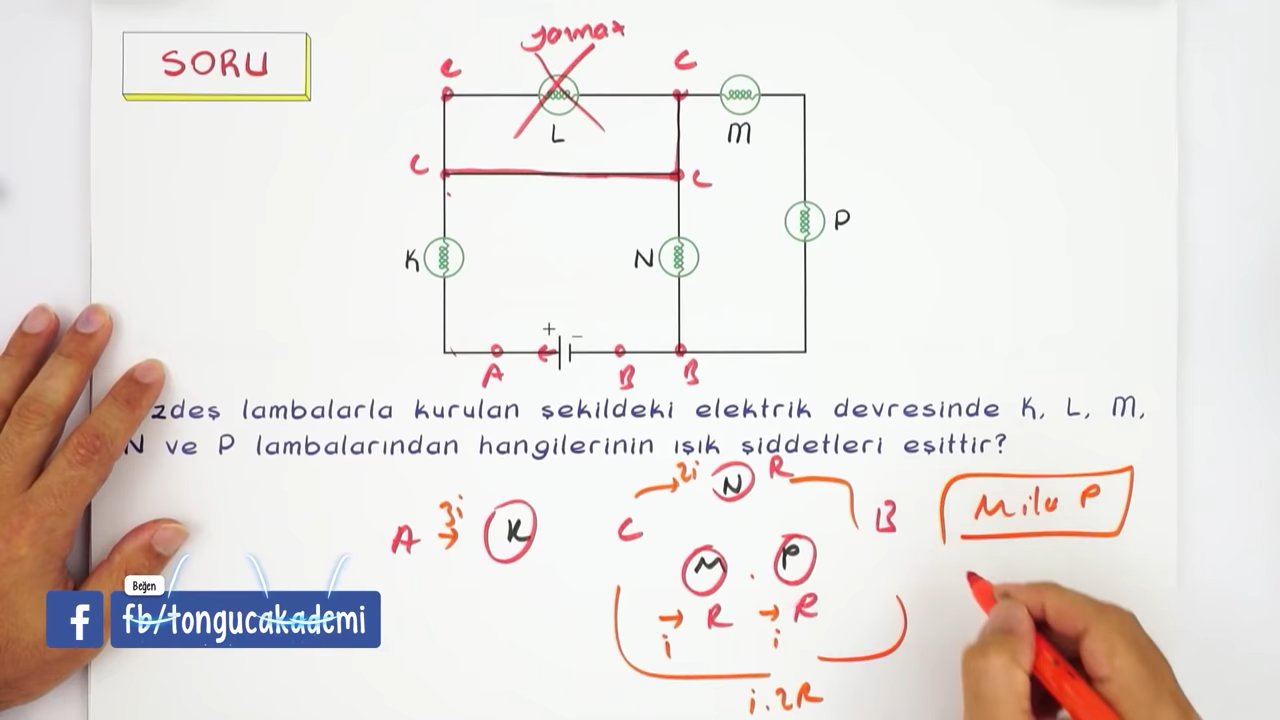 SORU
yanmaz
C
C
L
M
C
C
P
K
N
+
-
A
B
B
zdeş lambalarla kurulan şekildeki elektrik devresinde K, L, M,
N ve P lambalarından hangilerinin ışık şiddetleri eşittir?
2i
N
R
M ile P
3i
A
K
C
B
M . P
R
R
i
i
i.2R
Beğen
f
fb/tongucakademi